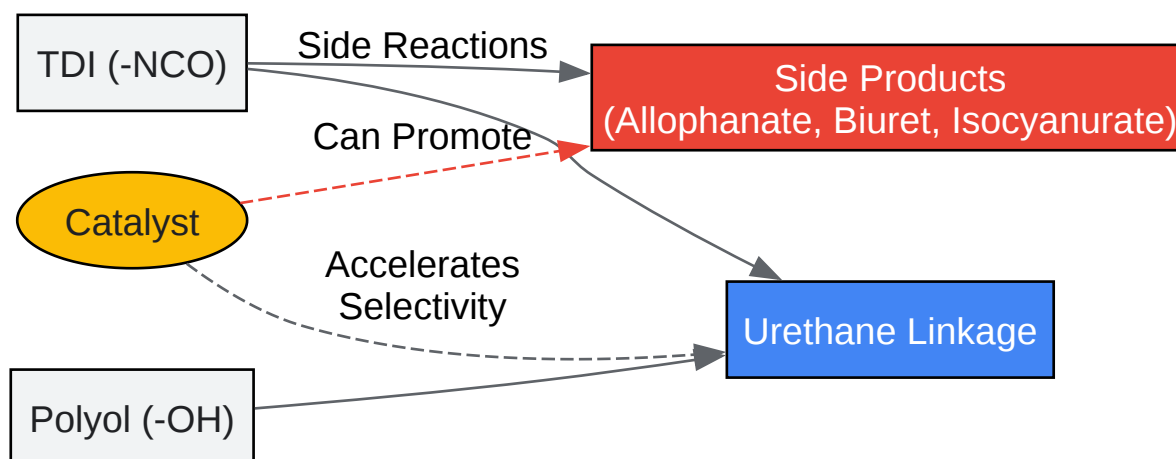 TDI (-NCO)
Side Reactions
Side Products
(Allophanate, Biuret, Isocyanurate)
Can Promote
Catalyst
Accelerates
Selectivity
Urethane Linkage
Polyol (-OH)